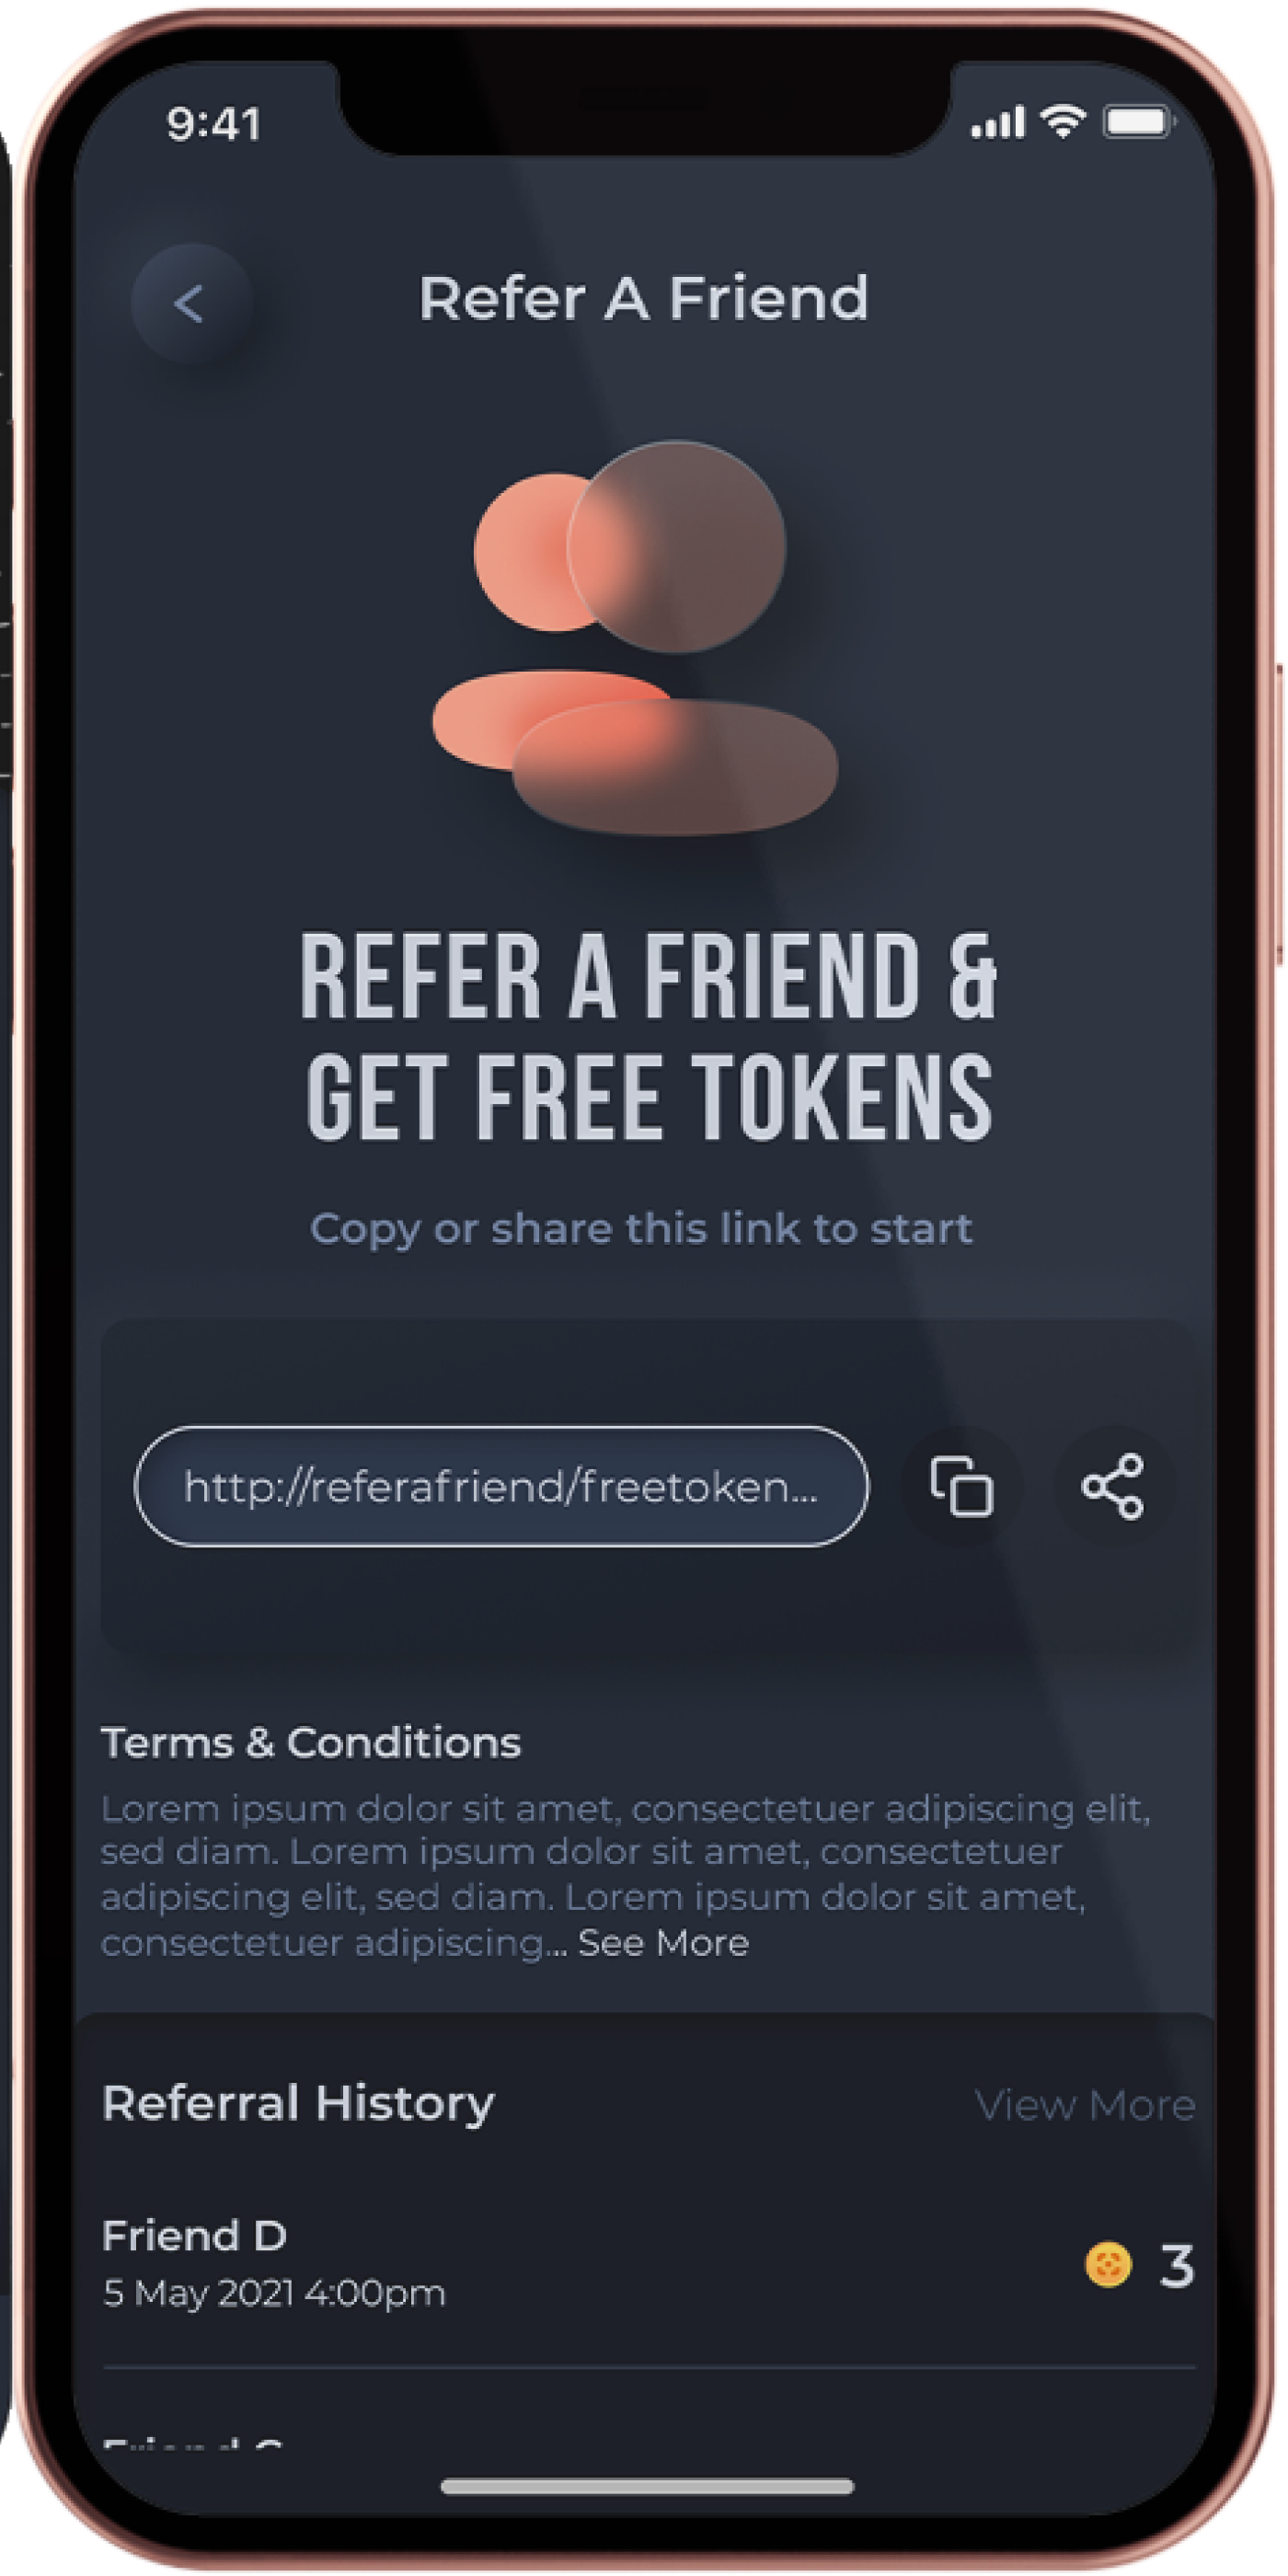 9:41
Refer A Friend
REFER A FRIEND &
GET FREE TOKENS
Copy or share this link to start
http://referafriend/freetoken...
Terms & Conditions
Lorem ipsum dolor sit amet, consectetuer adipiscing elit,
sed diam. Lorem ipsum dolor sit amet, consectetuer
adipiscing elit, sed diam. Lorem ipsum dolor sit amet,
consectetuer adipiscing... See More
Referral History
View More
Friend D
3
5 May 2021 4:00pm